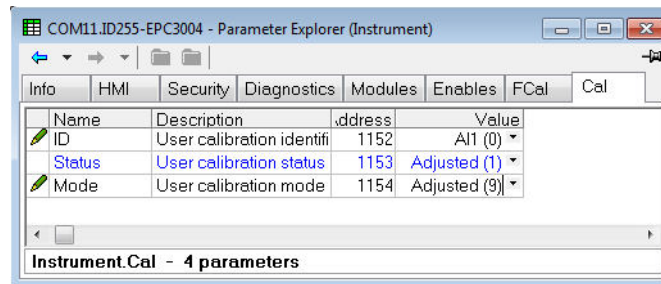 COM11.ID255-EPC3004 - Parameter Explorer (Instrument)
Info HMI Security Diagnostics Modules Enables FCal Cal
Name Description Address Value
ID User calibration identifi 1152 AI1 (0)
Status User calibration status 1153 Adjusted (1)
Mode User calibration mode 1154 Adjusted (9)
Instrument.Cal - 4 parameters